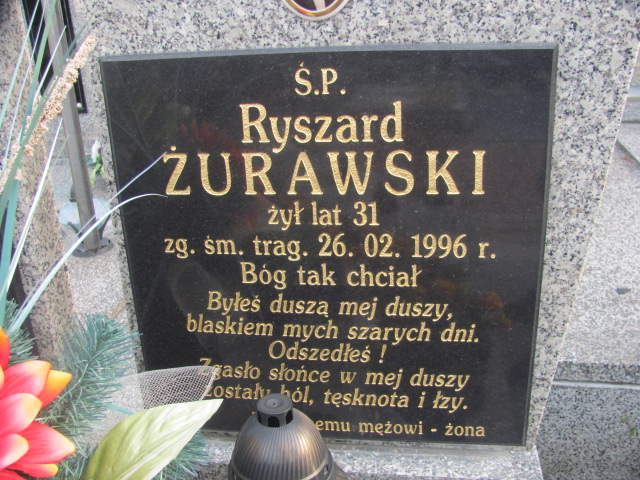 Ś.P.
Ryszard
ŻURAWSKI
żył lat 31
zg. śm. trag. 26. 02. 1996 r.
Bóg tak chciał
Byłeś duszą mej duszy,
blaskiem mych szarych dni.
Odszedłeś !
Zgasło słońce w mej duszy
Zostały ból, tęsknota i łzy.
mężowi - żona